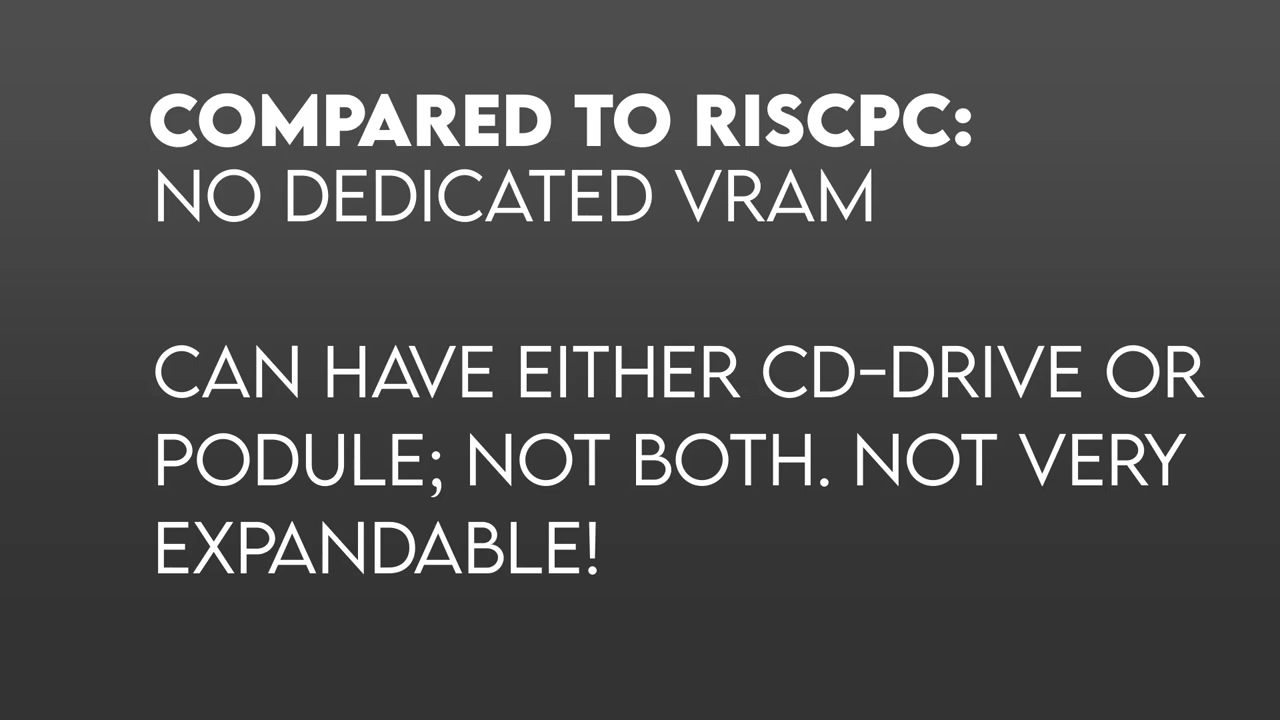 COMPARED TO RISCPC:
NO DEDICATED VRAM
CAN HAVE EITHER CD-DRIVE OR
PODULE; NOT BOTH. NOT VERY
EXPANDABLE!